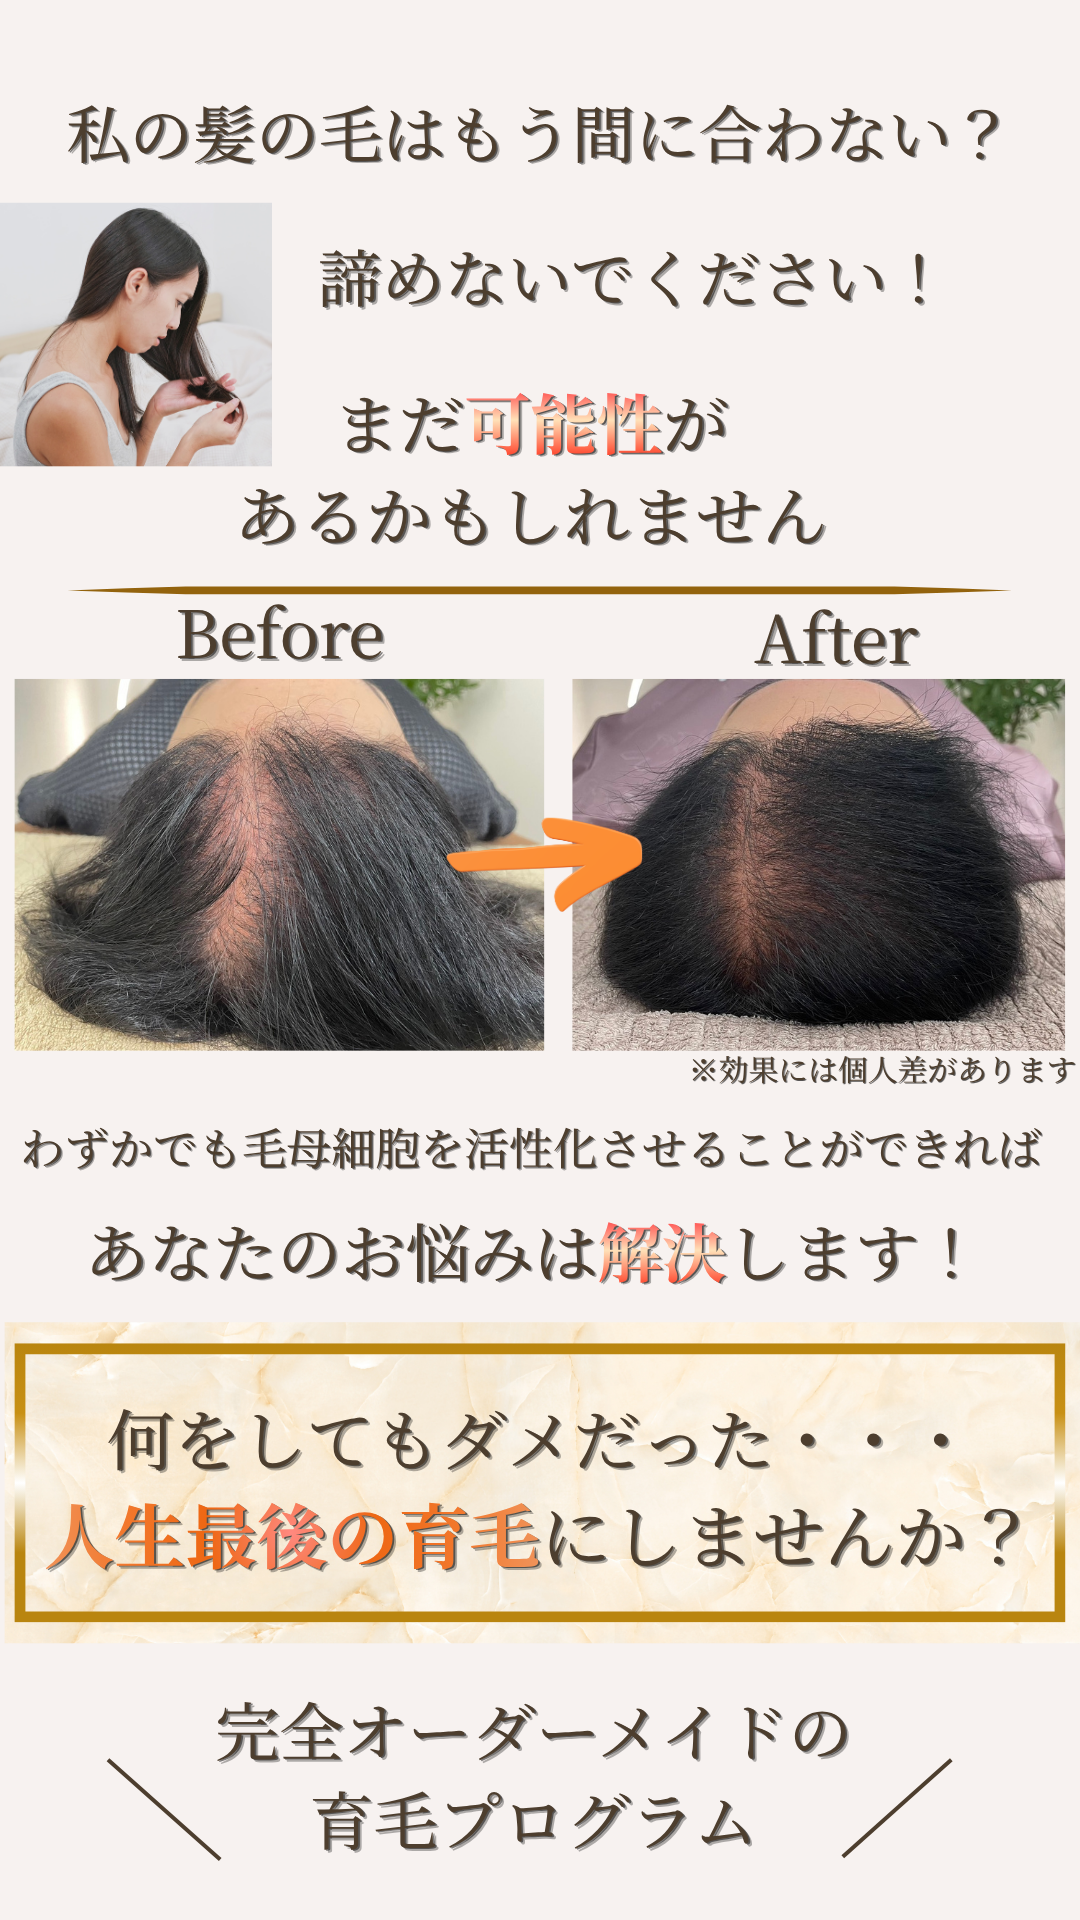 私の髪の毛はもう間に合わない？
諦めないでください！
まだ可能性が
あるかもしれません
Before
After
※効果には個人差があります
わずかでも毛母細胞を活性化させることができれば
あなたのお悩みは解決します！
何をしてもダメだった・・・
人生最後の育毛にしませんか？
完全オーダーメイドの
育毛プログラム